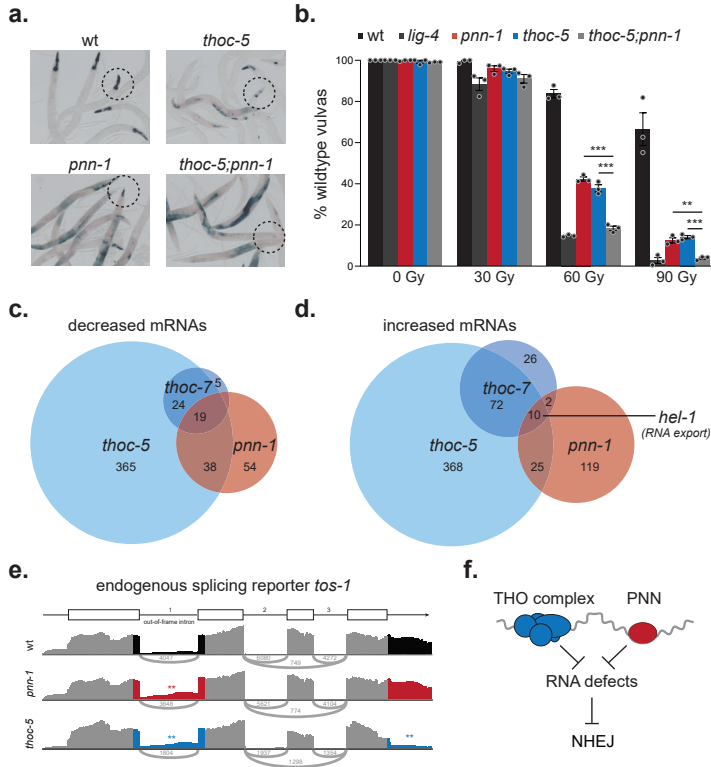 a.
wt
thoc-5
pnn-1
thoc-5;pnn-1
b.
wt lig-4 pnn-1 thoc-5 thoc-5;pnn-1
% wildtype vulvas
100
80
60
40
20
0
***
***
**
***
0 Gy 30 Gy 60 Gy 90 Gy
c.
decreased mRNAs
thoc-7
5
24
19
thoc-5
pnn-1
365
38
54
d.
increased mRNAs
26
thoc-7
72
2
10
hel-1
(RNA export)
thoc-5
pnn-1
368
25
119
e.
endogenous splicing reporter tos-1
1 2 3
out-of-frame intron
wt
4047
6080
4272
749
pnn-1
**
3648
5621
4104
774
thoc-5
**
**
1804
1937
1354
1298
f.
THO complex
PNN
RNA defects
NHEJ